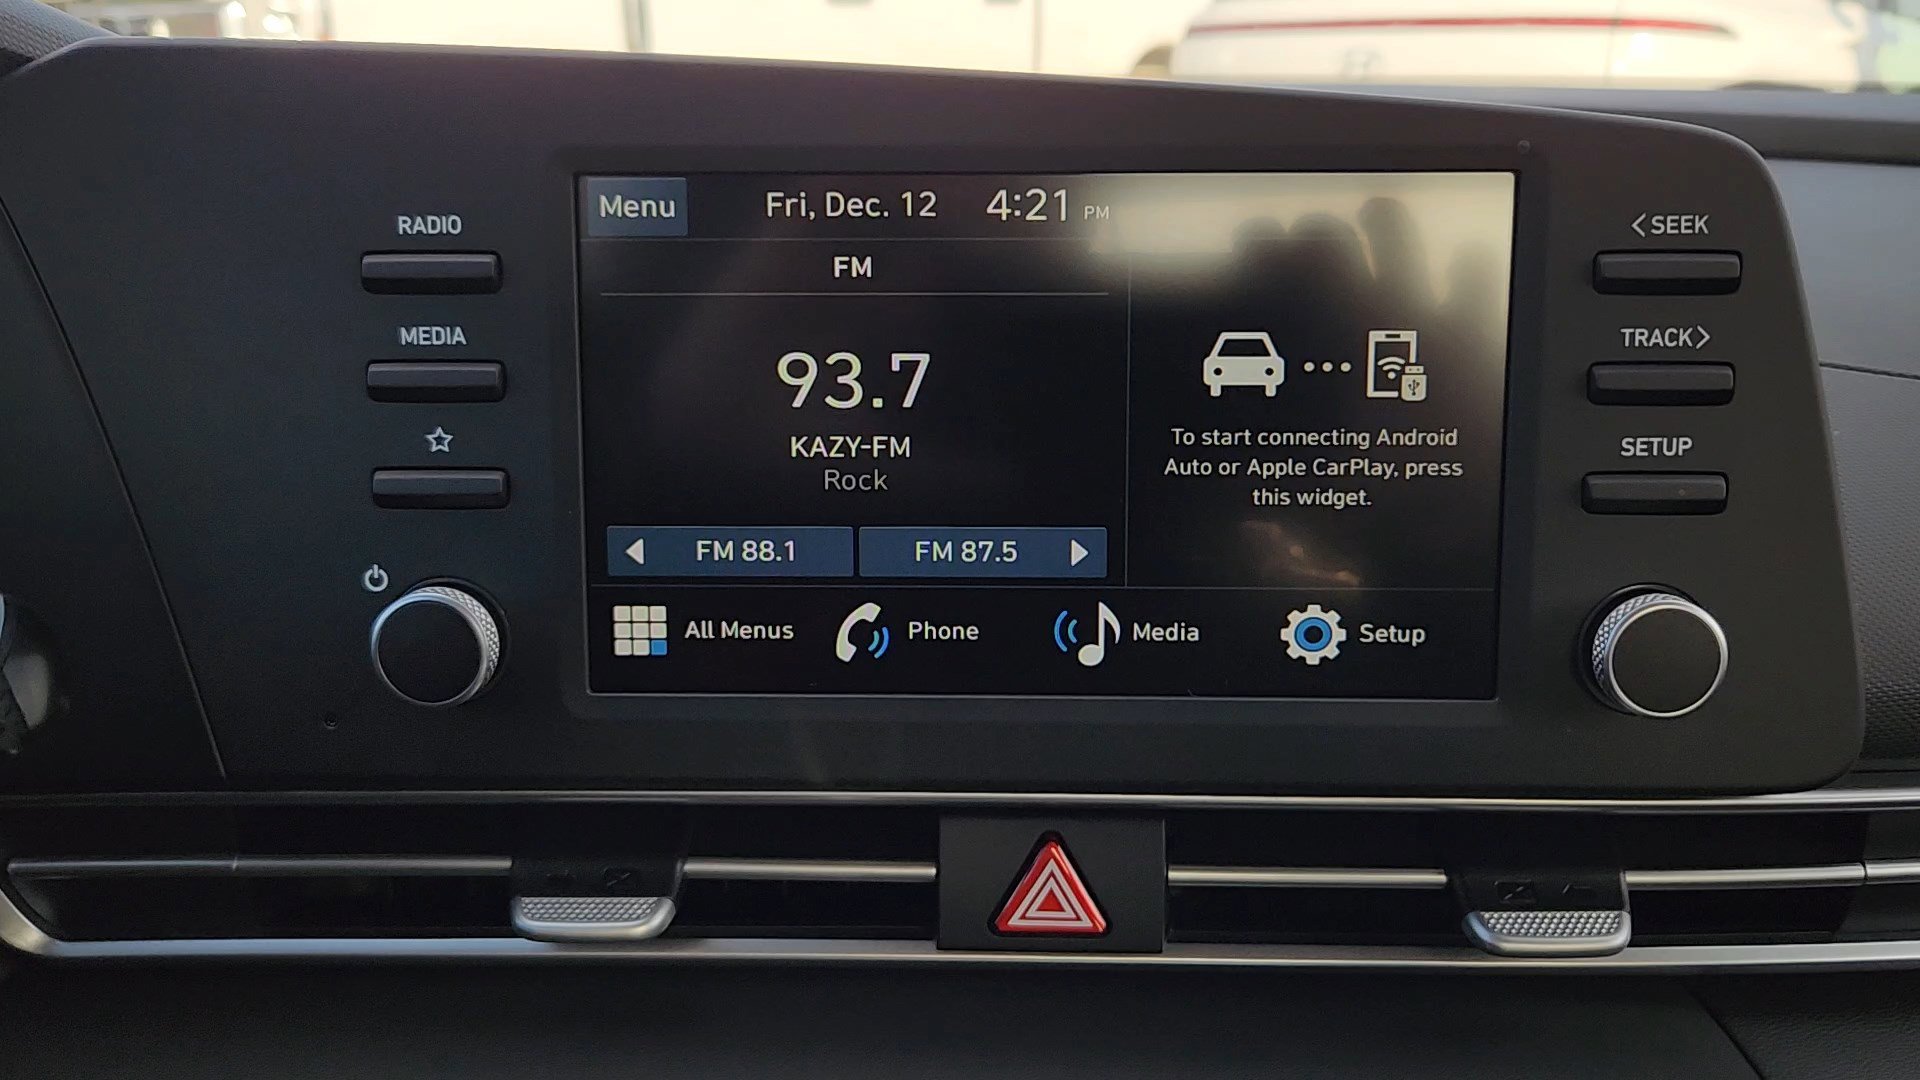 RADIO
MEDIA
Menu
Fri, Dec. 12
4:21 PM
FM
93.7
KAZY-FM
Rock
FM 88.1
FM 87.5
To start connecting Android
Auto or Apple CarPlay, press
this widget.
All Menus
Phone
Media
Setup
<SEEK
TRACK>
SETUP